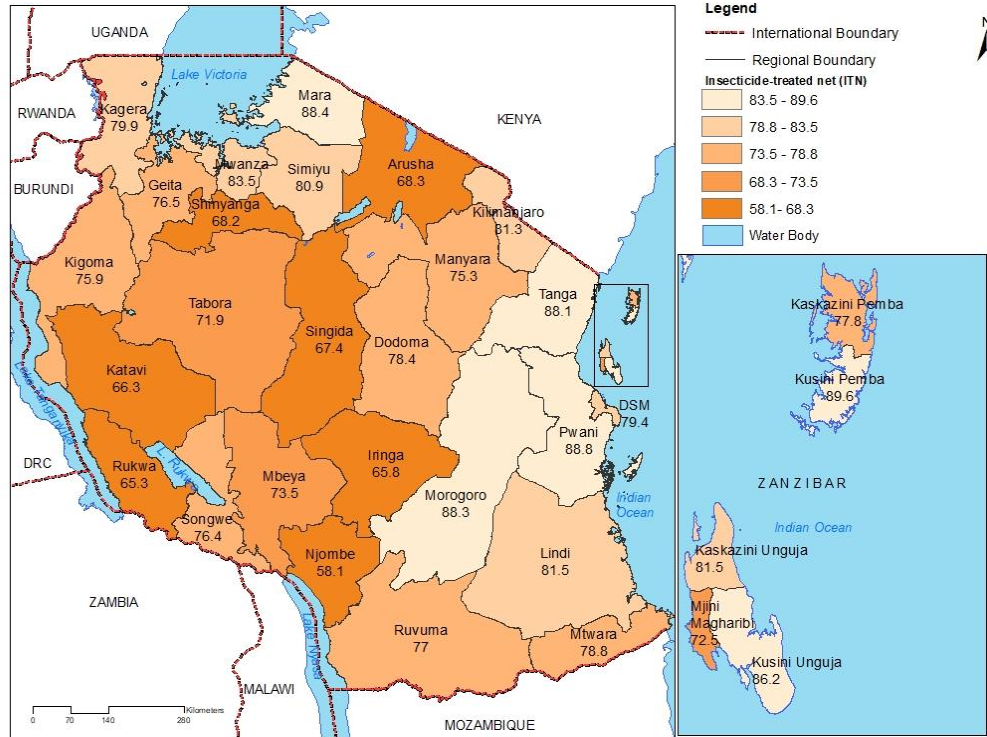 UGANDA
Lake Victoria
RWANDA
Kagera
79.9
Mara
88.4
KENYA
BURUNDI
Mwanza
83.5
Simiyu
80.9
Arusha
68.3
Geita
76.5
Shinyanga
68.2
Kilimanjaro
81.3
Kigoma
75.9
Manyara
75.3
Tabora
71.9
Tanga
88.1
Singida
67.4
Dodoma
78.4
Katavi
66.3
Lake Tanganyika
DSM
79.4
Pwani
88.8
DRC
Rukwa
65.3
L. Rukwa
Mbeya
73.5
Iringa
65.8
Morogoro
88.3
Indian
Ocean
Songwe
76.4
Njombe
58.1
Lindi
81.5
ZAMBIA
Ruvuma
77
Mtwara
78.8
Lake Nyasa
MALAWI
MOZAMBIQUE
Kilometers
0 70 140 280
Legend
N
International Boundary
Regional Boundary
Insecticide-treated net (ITN)
83.5 - 89.6
78.8 - 83.5
73.5 - 78.8
68.3 - 73.5
58.1- 68.3
Water Body
Kaskazini Pemba
77.8
Kusini Pemba
89.6
ZANZIBAR
Indian Ocean
Kaskazini Unguja
81.5
Mjini
Magharibi
72.5
Kusini Unguja
86.2